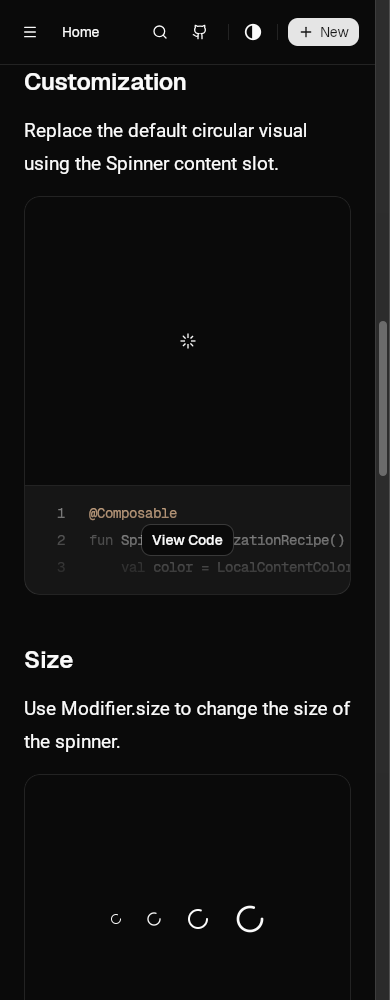 Home
New
Customization
Replace the default circular visual
using the Spinner content slot.
1 @Composable
2 fun Spi
View Code
zationRecipe()
3 val color = LocalContentColor
Size
Use Modifier.size to change the size of
the spinner.